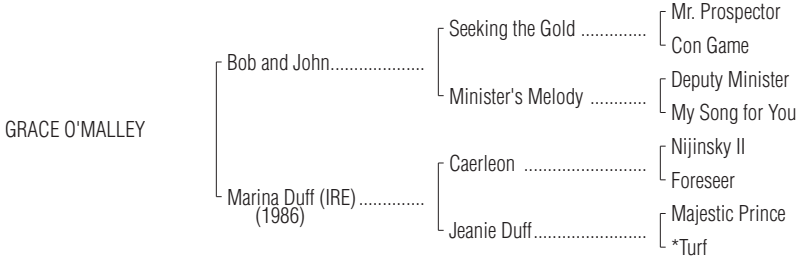 Mr. Prospector
Seeking the Gold ..............
Con Game
Bob and John....................
Deputy Minister
Minister's Melody ............
My Song for You
GRACE O'MALLEY
Nijinsky II
Caerleon ..........................
Foreseer
Marina Duff (IRE)..............
(1986)
Majestic Prince
Jeanie Duff........................
*Turf